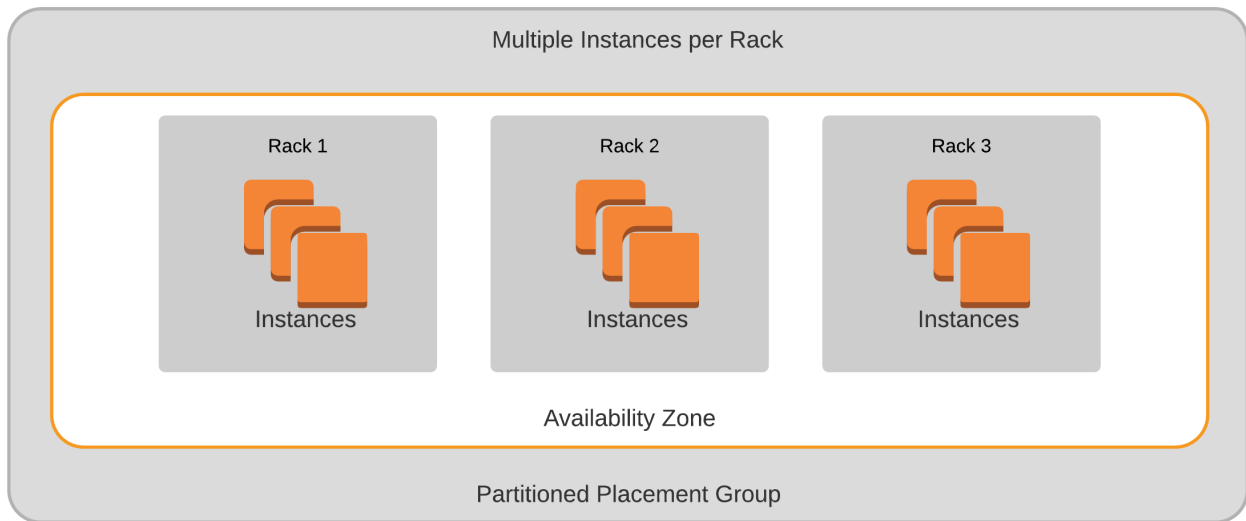 Multiple Instances per Rack
Rack 1
Rack 2
Rack 3
Instances
Instances
Instances
Availability Zone
Partitioned Placement Group